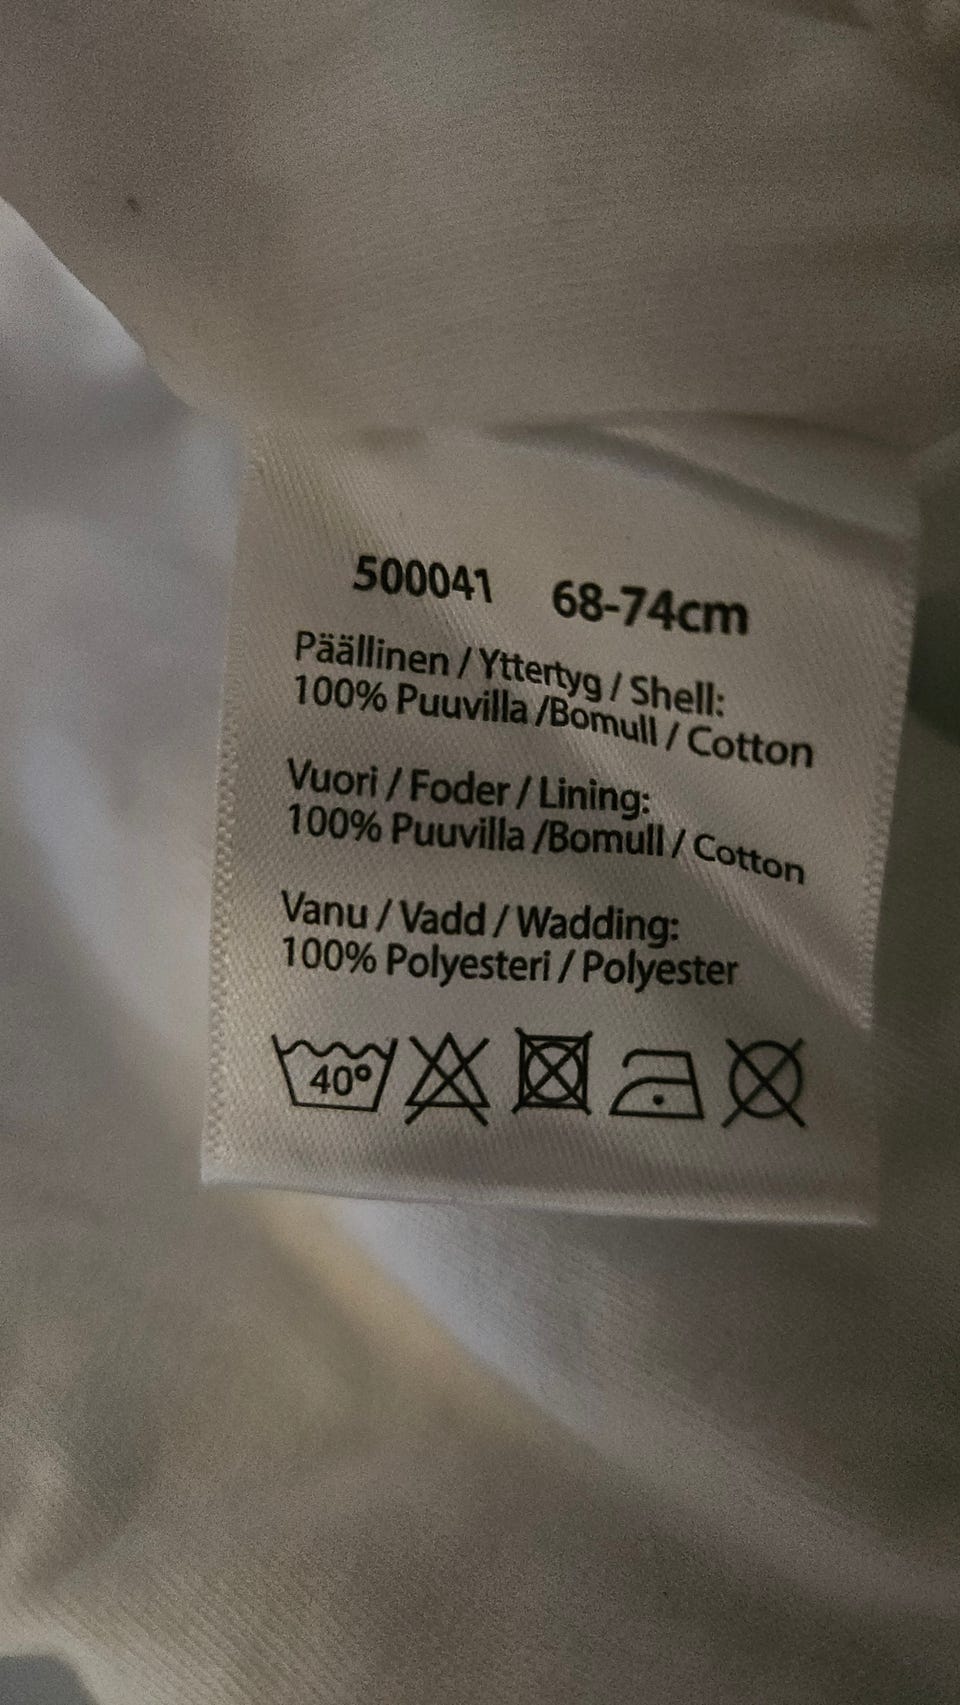 500041 68-74cm
Päällinen / Yttertyg / Shell:
100% Puuvilla /Bomull / Cotton
Vuori / Foder / Lining:
100% Puuvilla /Bomull / Cotton
Vanu / Vadd / Wadding:
100% Polyesteri / Polyester
40°